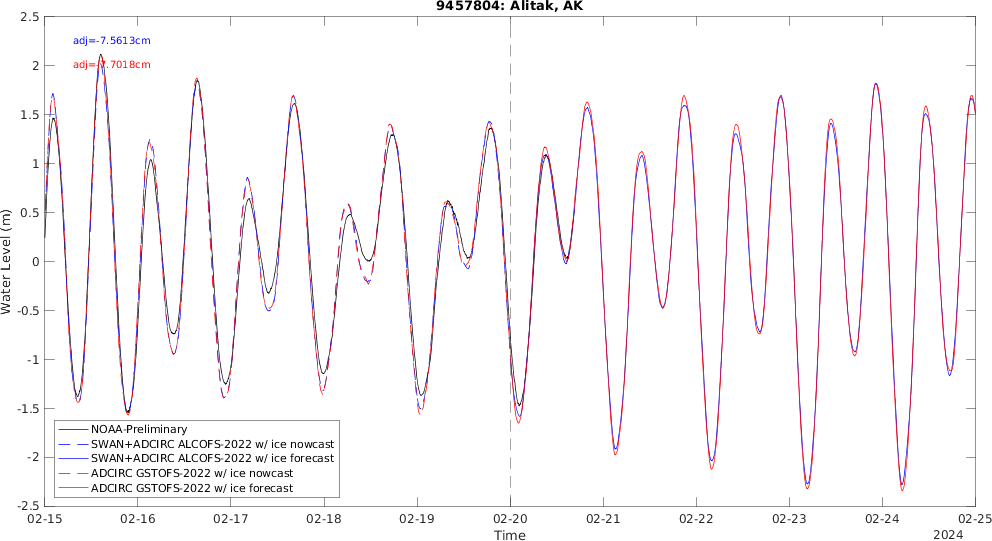 9457804: Alitak, AK
adj=-7.5613cm
adj=-7.7018cm
2.5
2
1.5
1
0.5
0
-0.5
-1
-1.5
-2
-2.5
Water Level (m)
NOAA-Preliminary
SWAN+ADCIRC ALCOFS-2022 w/ ice nowcast
SWAN+ADCIRC ALCOFS-2022 w/ ice forecast
ADCIRC GSTOFS-2022 w/ ice nowcast
ADCIRC GSTOFS-2022 w/ ice forecast
02-15 02-16 02-17 02-18 02-19 02-20 02-21 02-22 02-23 02-24 02-25
Time
2024